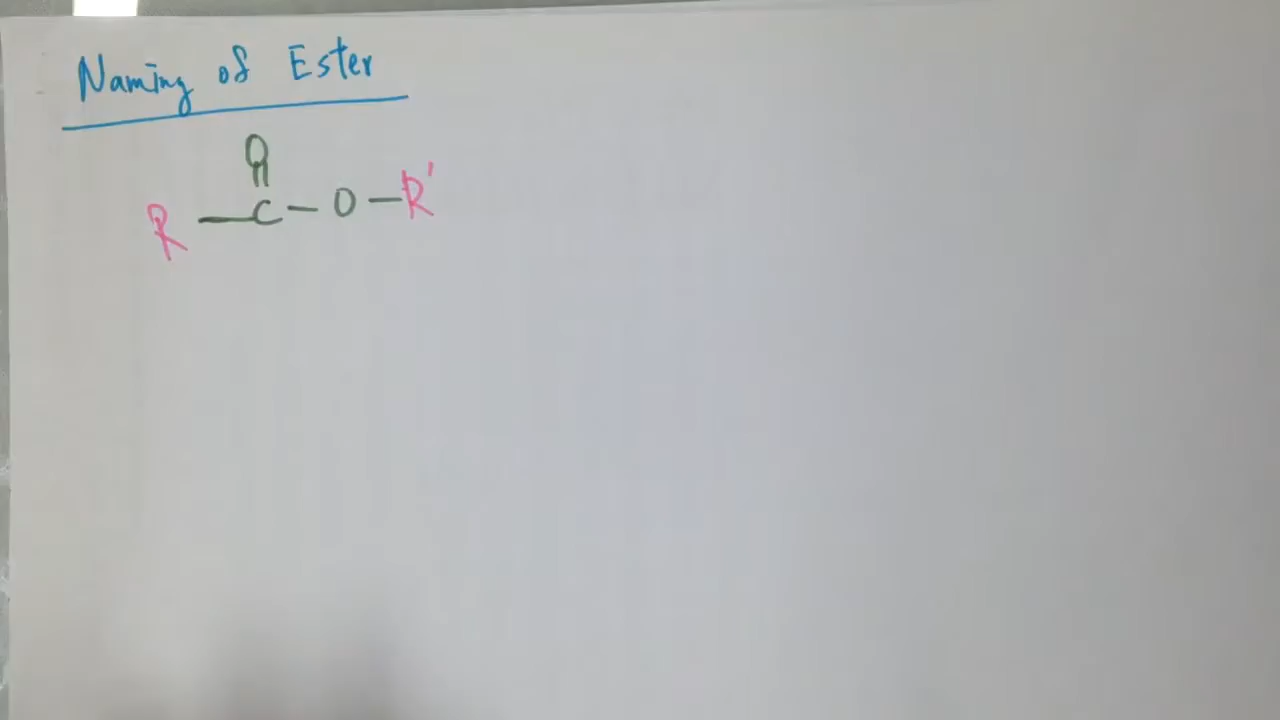 Naming of Ester
O
R — C – O – R'